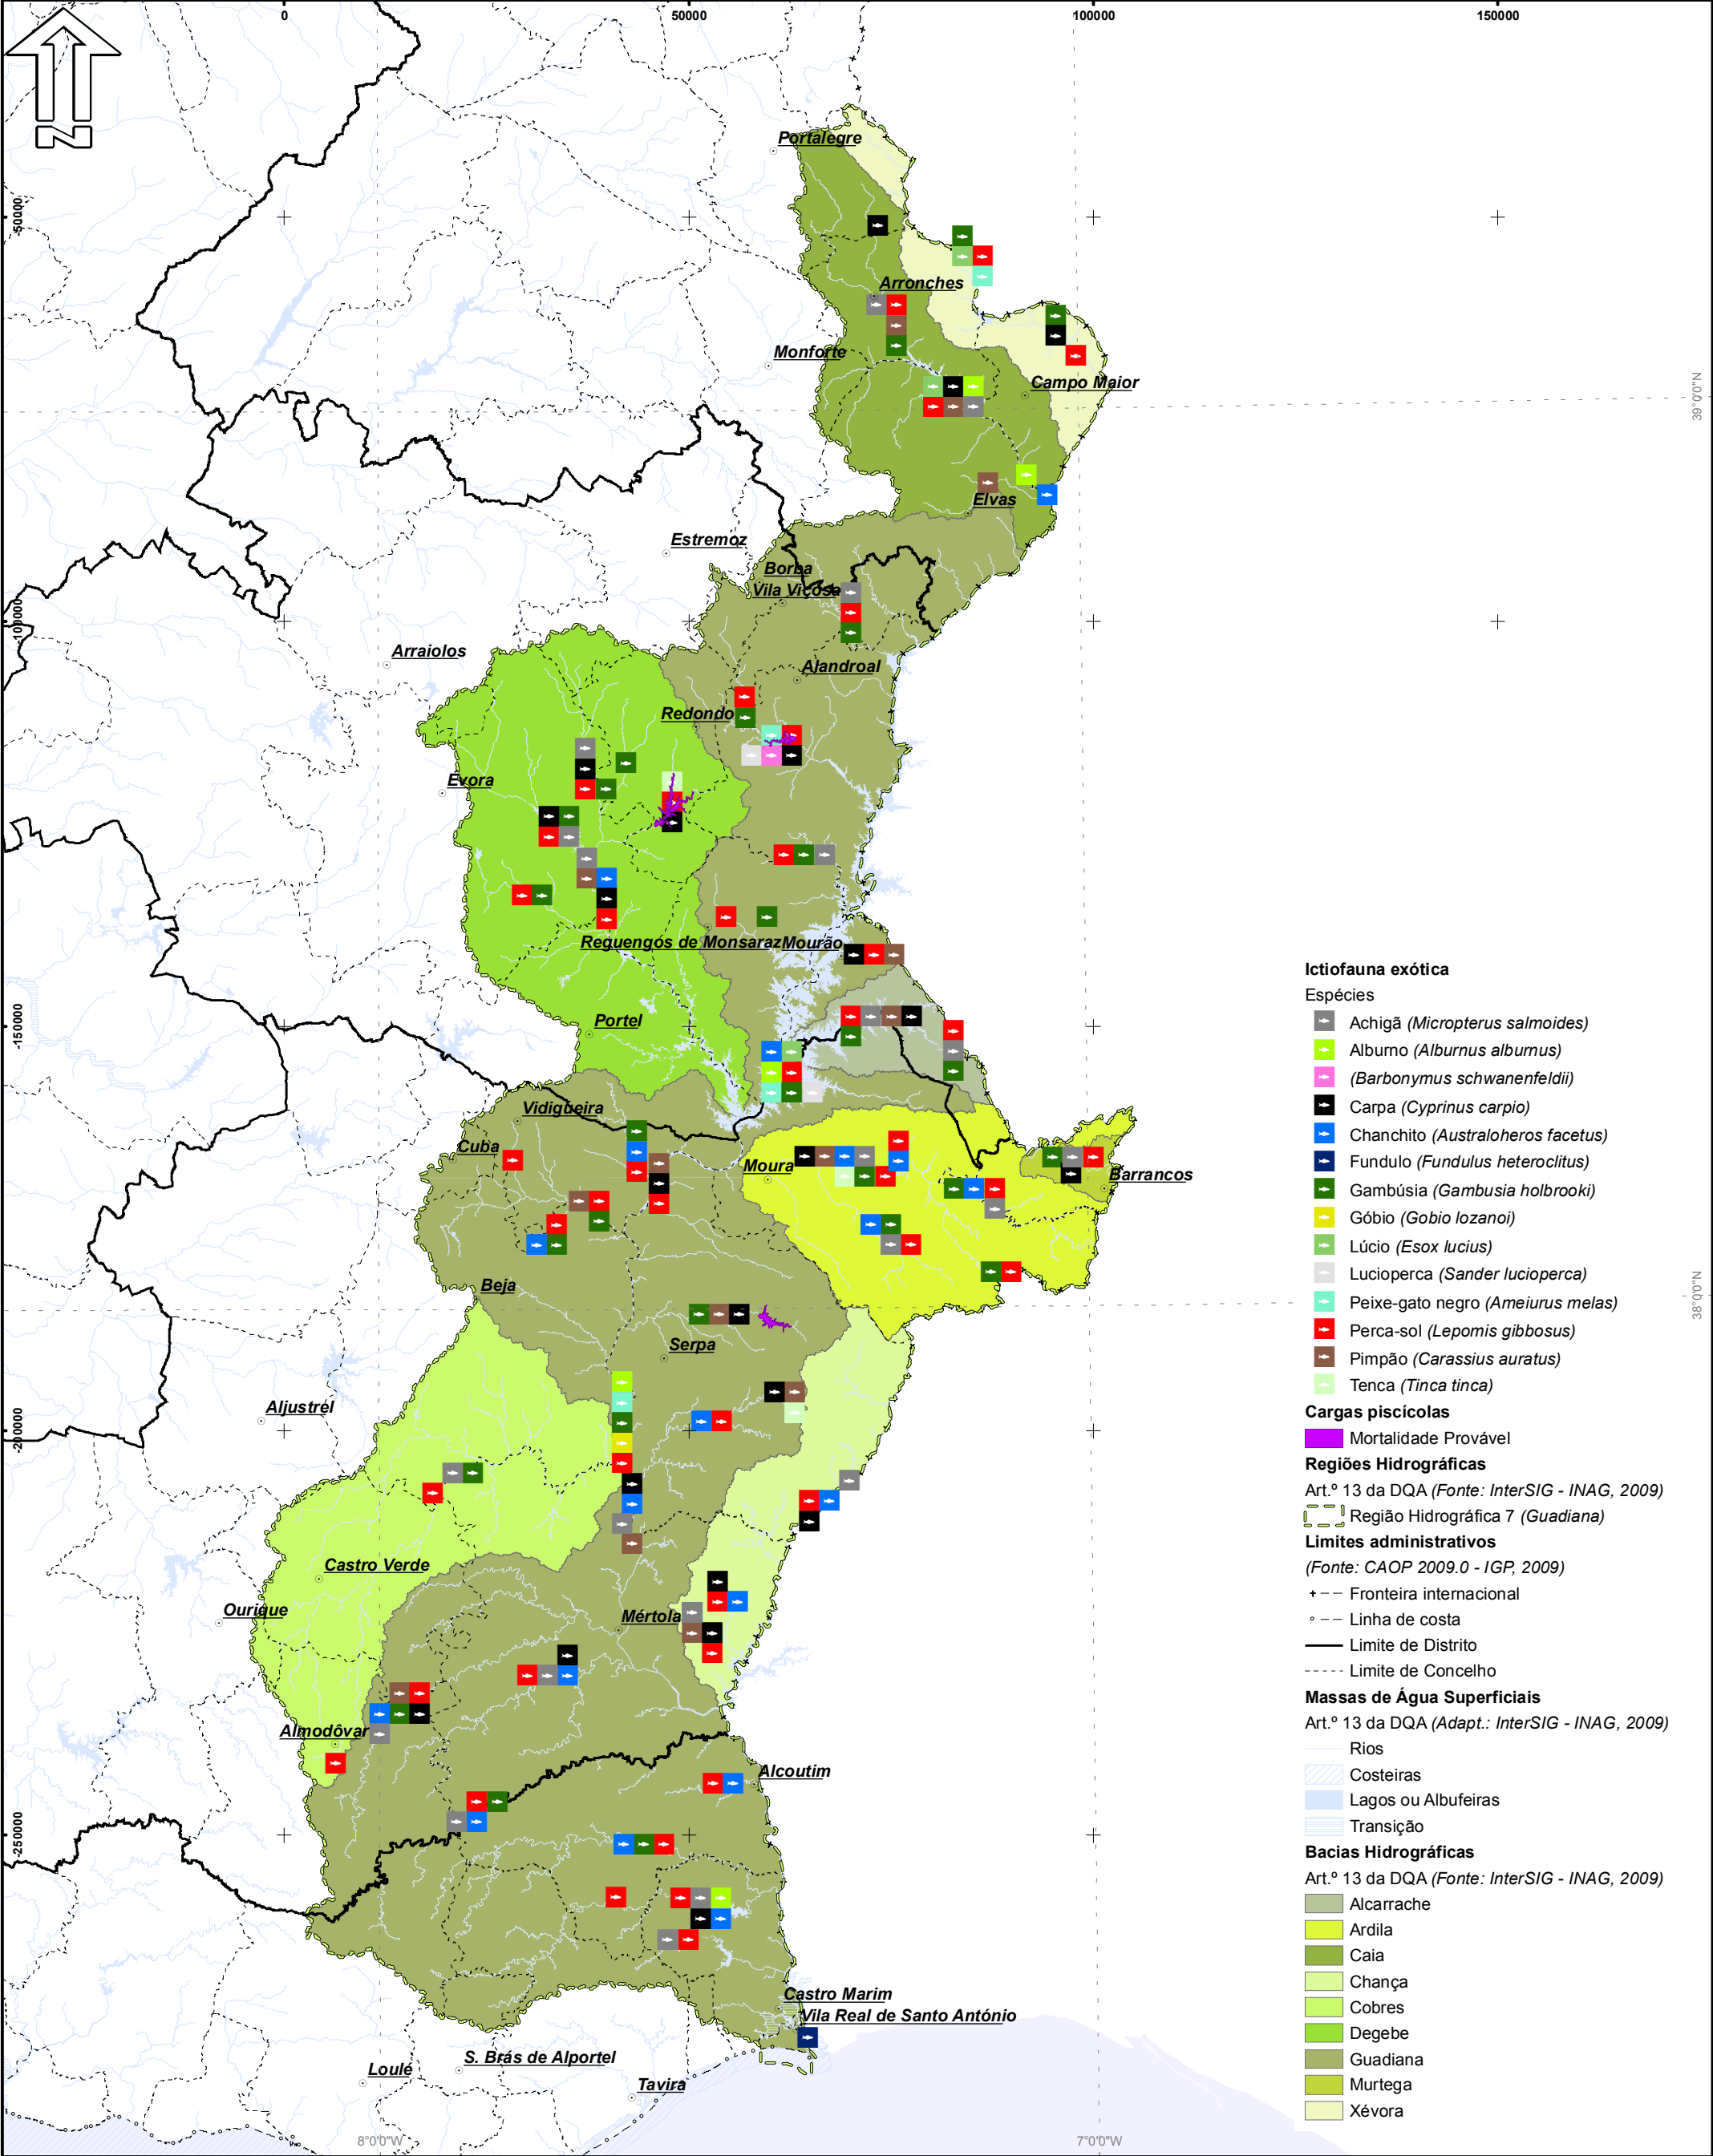 0 50000 100000 150000
N
-50000
-100000
-150000
-200000
-250000
39°0'0"N
38°0'0"N
8°0'0"W
7°0'0"W
Portalegre
Arronches
Monforte
Campo Maior
Elvas
Estremoz
Borba
Vila Viçosa
Arraiolos
Alandroal
Redondo
Évora
Reguengos de Monsaraz
Mourão
Portel
Vidigueira
Cuba
Moura
Barrancos
Beja
Serpa
Aljustrel
Castro Verde
Ourique
Mértola
Almodôvar
Alcoutim
Castro Marim
Vila Real de Santo António
S. Brás de Alportel
Loulé
Tavira
Ictiofauna exótica
Espécies
Achigã (Micropterus salmoides)
Alburno (Alburnus alburnus)
(Barbonymus schwanenfeldii)
Carpa (Cyprinus carpio)
Chanchito (Australoheros facetus)
Fundulo (Fundulus heteroclitus)
Gambúsia (Gambusia holbrooki)
Góbio (Gobio lozanoi)
Lúcio (Esox lucius)
Lucioperca (Sander lucioperca)
Peixe-gato negro (Ameiurus melas)
Perca-sol (Lepomis gibbosus)
Pimpão (Carassius auratus)
Tenca (Tinca tinca)
Cargas piscícolas
Mortalidade Provável
Regiões Hidrográficas
Art.º 13 da DQA (Fonte: InterSIG - INAG, 2009)
Região Hidrográfica 7 (Guadiana)
Limites administrativos
(Fonte: CAOP 2009.0 - IGP, 2009)
Fronteira internacional
Linha de costa
Limite de Distrito
Limite de Concelho
Massas de Água Superficiais
Art.º 13 da DQA (Adapt.: InterSIG - INAG, 2009)
Rios
Costeiras
Lagos ou Albufeiras
Transição
Bacias Hidrográficas
Art.º 13 da DQA (Fonte: InterSIG - INAG, 2009)
Alcarrache
Ardila
Caia
Chança
Cobres
Degebe
Guadiana
Murtega
Xévora